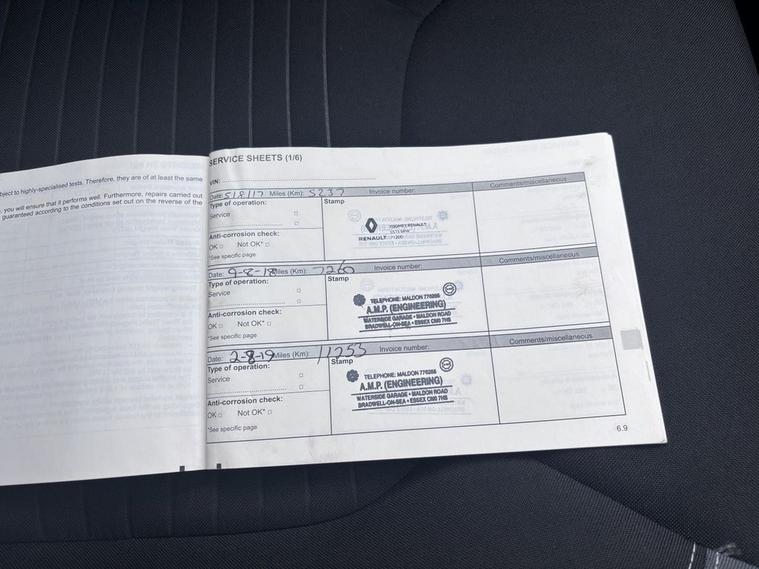 bject to highly-specialised tests. Therefore, they are of at least the same
, you will ensure that it performs well. Furthermore, repairs carried out
guaranteed according to the conditions set out on the reverse of the
SERVICE SHEETS (1/6)
VIN:
Date: 5/8/17 Miles (Km): 5237 Invoice number: Comments/miscellaneous
Type of operation: Stamp
Service
RENAULT
Anti-corrosion check:
OK Not OK*
*See specific page
Date: 9-8-18 Miles (Km): 7260 Invoice number: Comments/miscellaneous
Type of operation: Stamp
Service
TELEPHONE: MALDON 776266
A.M.P. (ENGINEERING)
WATERSIDE GARAGE • MALDON ROAD
BRADWELL-ON-SEA • ESSEX CM0 7HS
Anti-corrosion check:
OK Not OK*
*See specific page
Date: 2-8-19 Miles (Km): 11253 Invoice number: Comments/miscellaneous
Type of operation: Stamp
Service
TELEPHONE: MALDON 776266
A.M.P. (ENGINEERING)
WATERSIDE GARAGE • MALDON ROAD
BRADWELL-ON-SEA • ESSEX CM0 7HS
Anti-corrosion check:
OK Not OK*
*See specific page
6.9